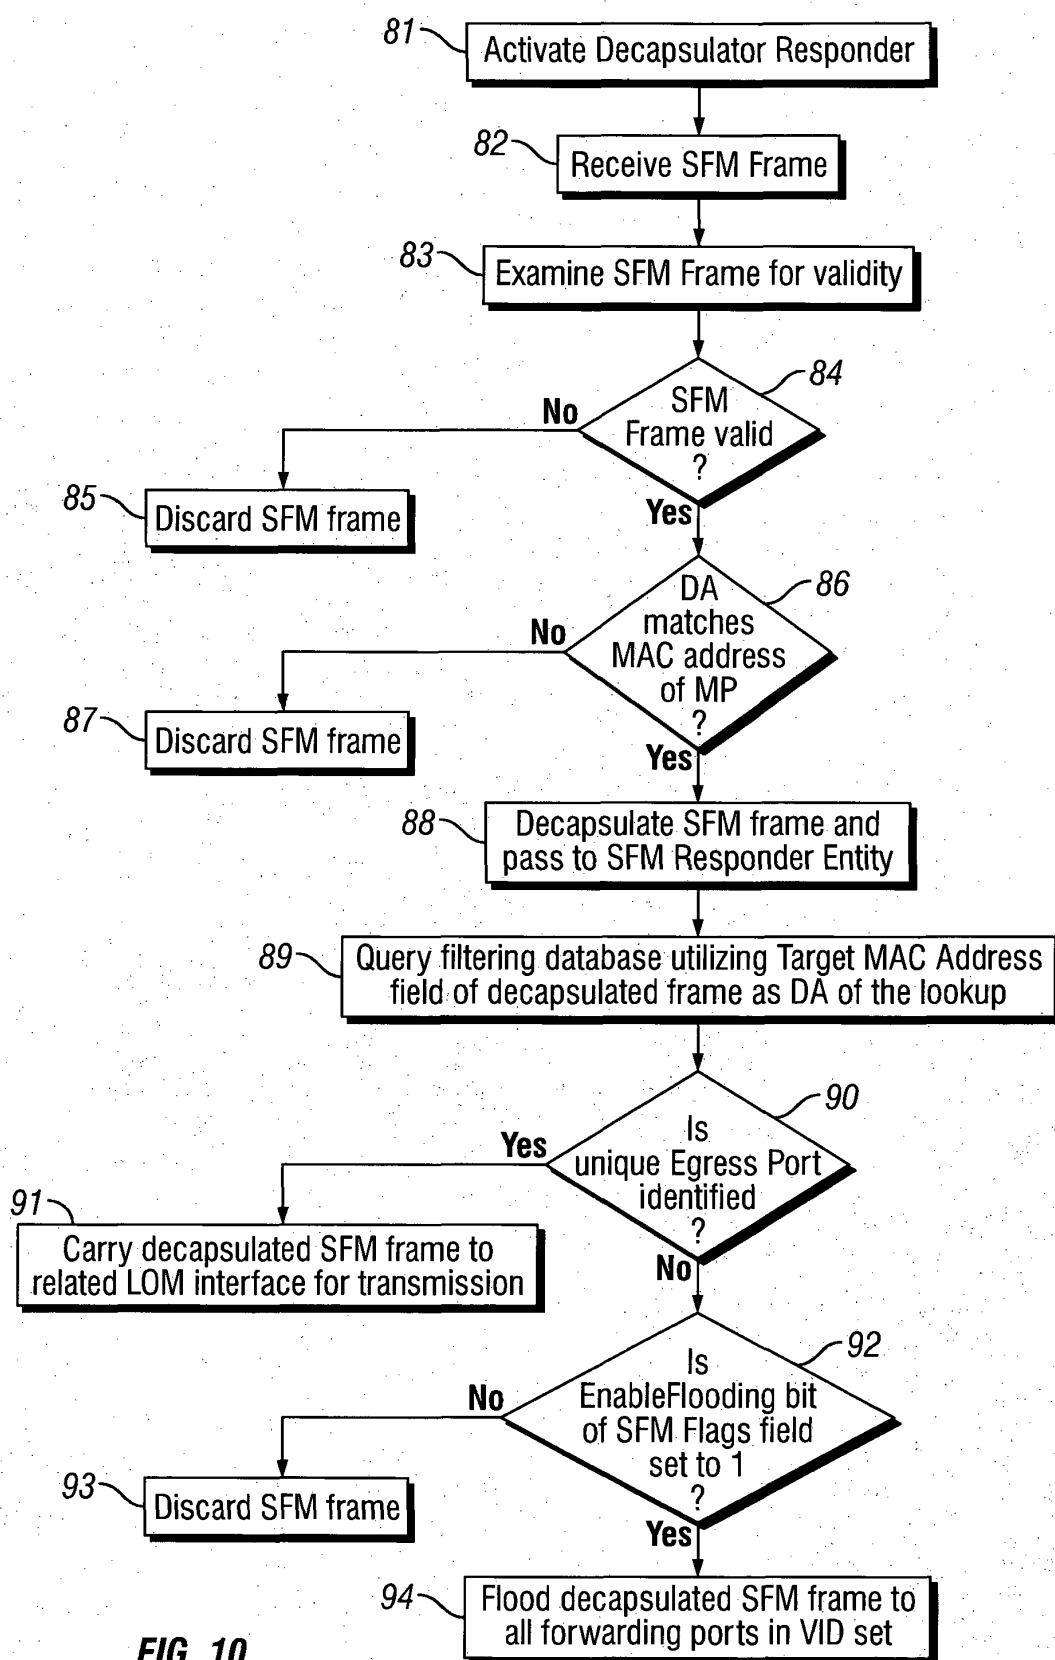 81
Activate Decapsulator Responder
82
Receive SFM Frame
83
Examine SFM Frame for validity
84
SFM
Frame valid
?
No
Yes
85
Discard SFM frame
86
DA
matches
MAC address
of MP
?
No
Yes
87
Discard SFM frame
88
Decapsulate SFM frame and
pass to SFM Responder Entity
89
Query filtering database utilizing Target MAC Address
field of decapsulated frame as DA of the lookup
90
Is
unique Egress Port
identified
?
Yes
No
91
Carry decapsulated SFM frame to
related LOM interface for transmission
92
Is
EnableFlooding bit
of SFM Flags field
set to 1
?
No
Yes
93
Discard SFM frame
94
Flood decapsulated SFM frame to
all forwarding ports in VID set
FIG. 10